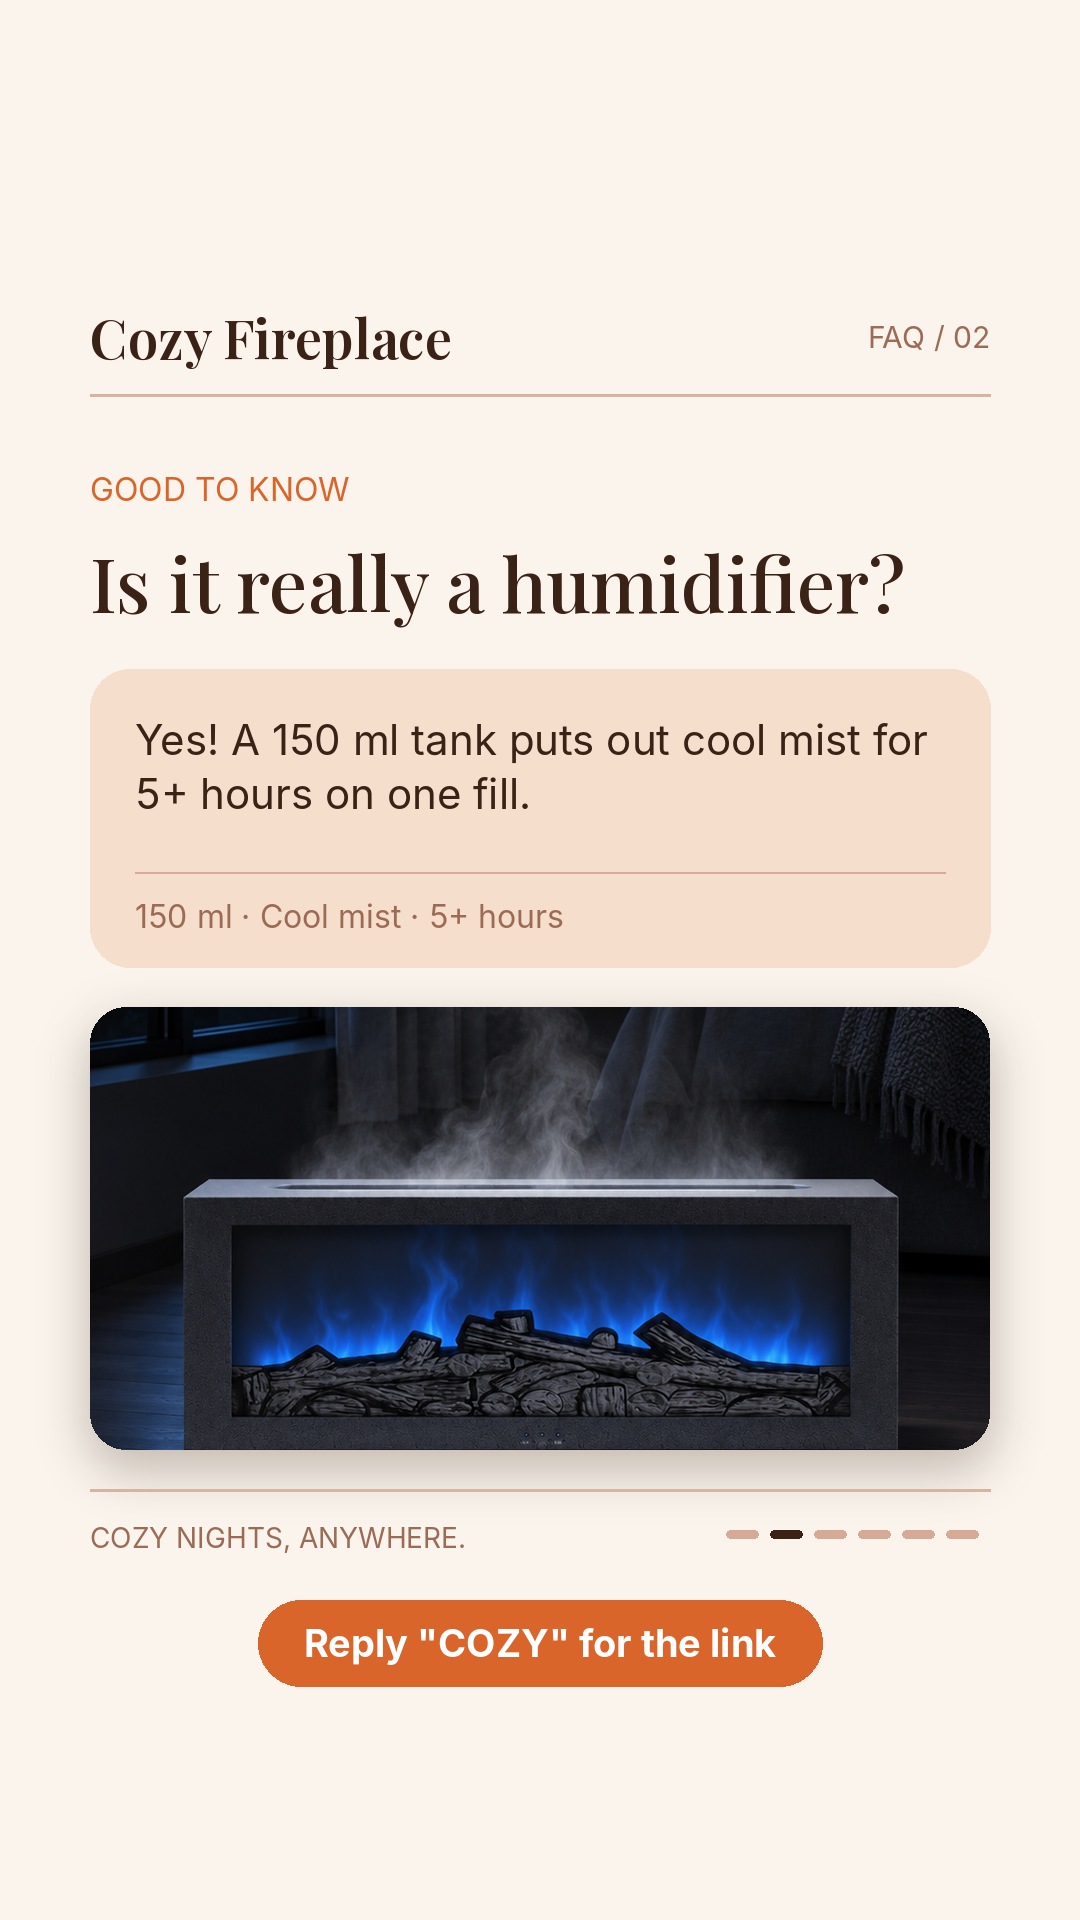 Cozy Fireplace
FAQ / 02
GOOD TO KNOW
Is it really a humidifier?
Yes! A 150 ml tank puts out cool mist for
5+ hours on one fill.
150 ml · Cool mist · 5+ hours
COZY NIGHTS, ANYWHERE.
Reply "COZY" for the link